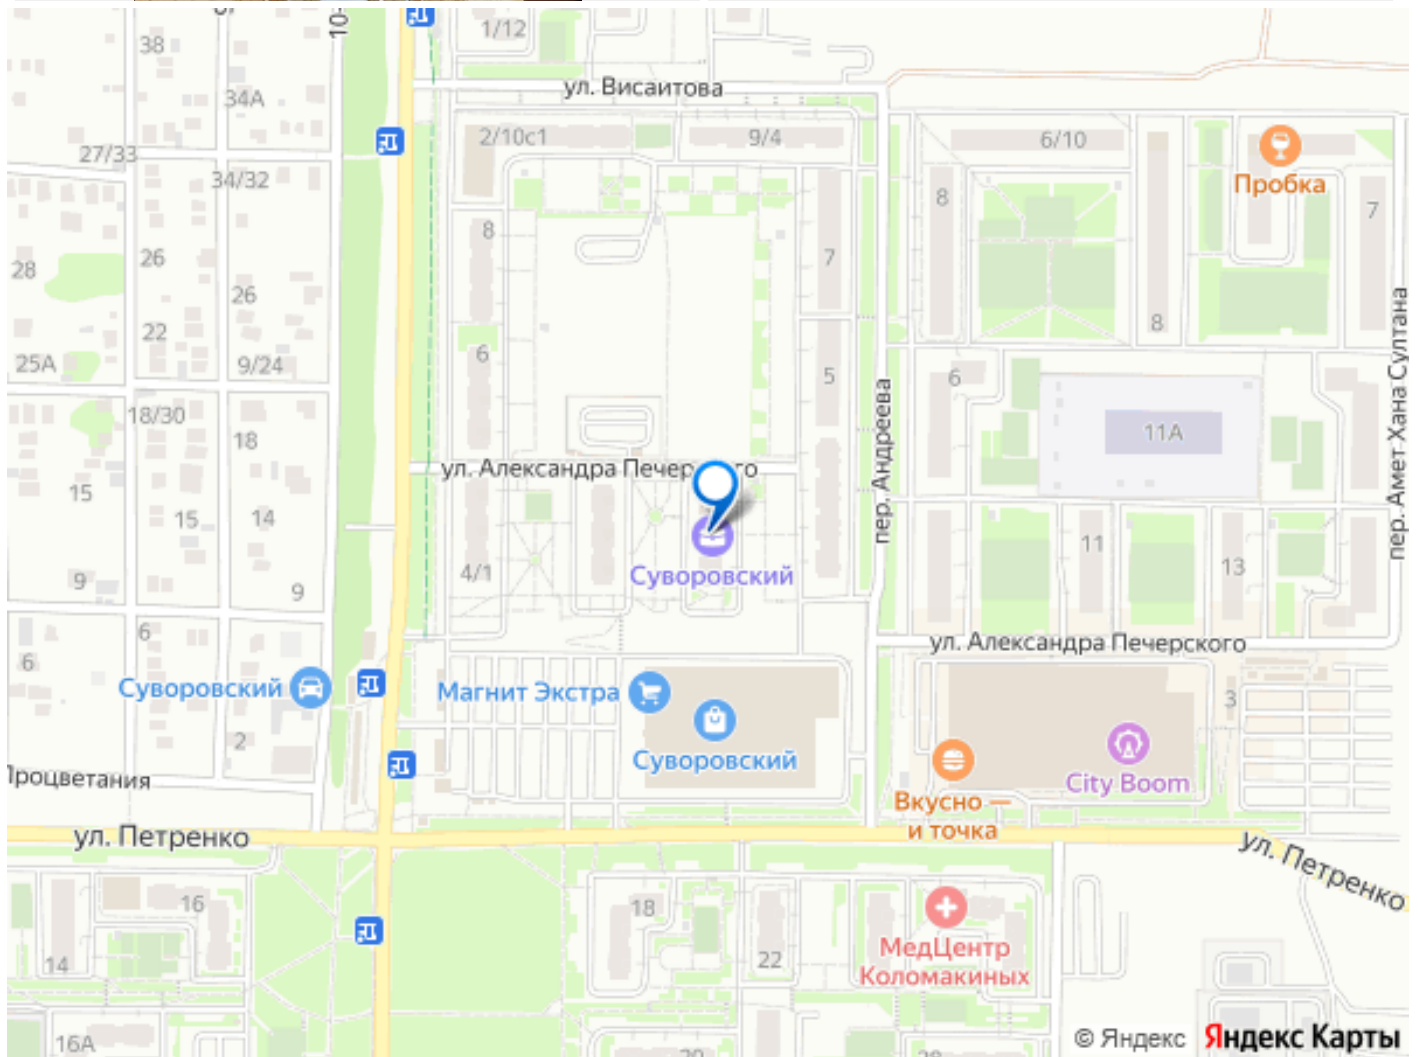 1/12
38
10-
ул. Висаитова
34А
2/10с1
9/4
6/10
27/33
34/32
Пробка
8
7
8
7
26
28
26
22
8
25А
9/24
6
5
6
пер. Амет-Хана Султана
18/30
18
11А
пер. Андреева
ул. Александра Печерского
15
15
14
11
13
4/1
Суворовский
9
9
6
6
ул. Александра Печерского
Суворовский
Магнит Экстра
3
2
Суворовский
City Boom
Процветания
Вкусно —
и точка
ул. Петренко
ул. Петренко
16
18
МедЦентр
Коломакиных
14
22
16А
20
© Яндекс Яндекс Карты